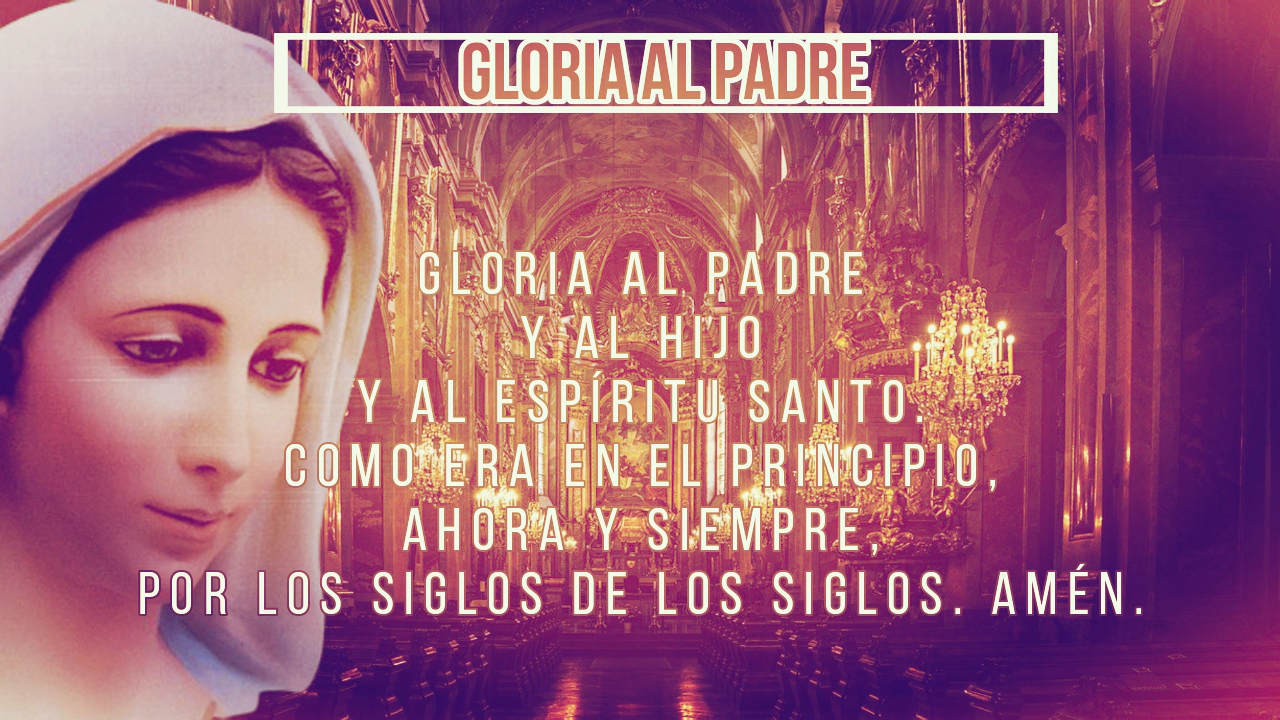 GLORIA AL PADRE
GLORIA AL PADRE
Y AL HIJO
Y AL ESPÍRITU SANTO.
COMO ERA EN EL PRINCIPIO,
AHORA Y SIEMPRE,
POR LOS SIGLOS DE LOS SIGLOS. AMÉN.